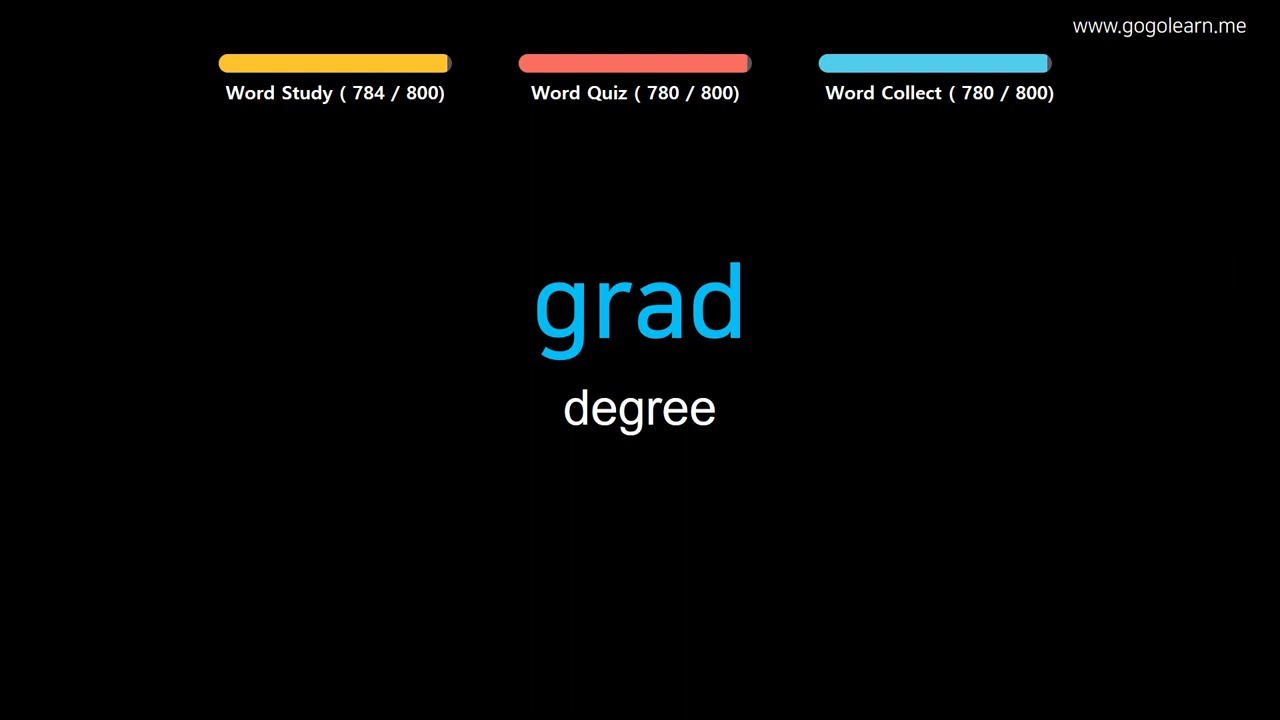 www.gogolearn.me
Word Study ( 784 / 800)
Word Quiz ( 780 / 800)
Word Collect ( 780 / 800)
grad
degree